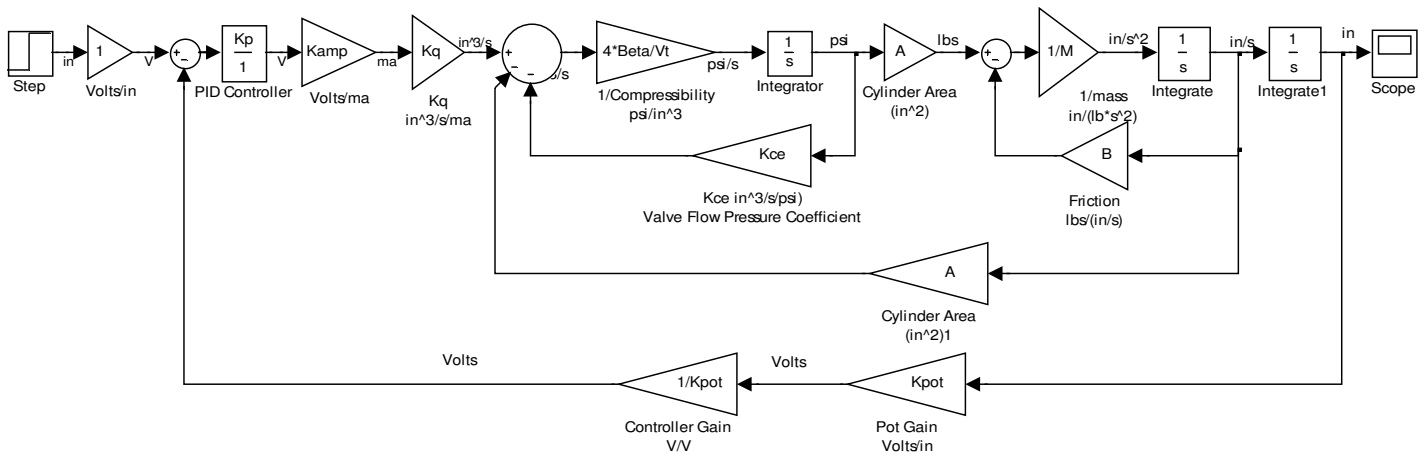 Step
in
1
Volts/in
V
+
−
Kp
1
PID Controller
V
Kamp
Volts/ma
ma
Kq
Kq
in^3/s/ma
in^3/s
+
−
−
3/s
4*Beta/Vt
1/Compressibility
psi/in^3
psi/s
1
s
Integrator
psi
A
Cylinder Area
(in^2)
lbs
+
−
1/M
1/mass
in/(lb*s^2)
in/s^2
1
s
Integrate
in/s
1
s
Integrate1
in
Scope
Kce
Kce in^3/s/psi)
Valve Flow Pressure Coefficient
B
Friction
lbs/(in/s)
A
Cylinder Area
(in^2)1
Volts
1/Kpot
Controller Gain
V/V
Volts
Kpot
Pot Gain
Volts/in